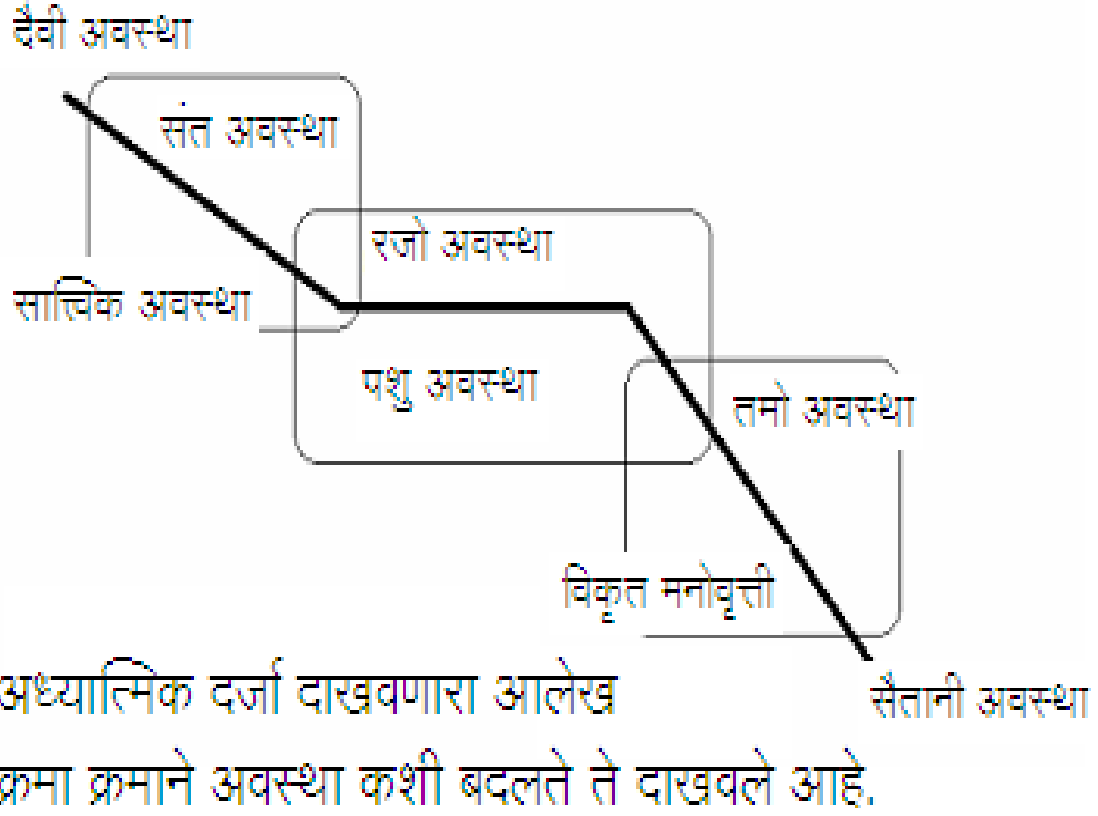 दैवी अवस्था
संत अवस्था
रजो अवस्था
सात्त्विक अवस्था
पशु अवस्था
तमो अवस्था
विकृत मनोवृत्ती
अध्यात्मिक दर्जा दाखवणारा आलेख
सैतानी अवस्था
क्रमा क्रमाने अवस्था कशी बदलते ते दाखवले आहे.